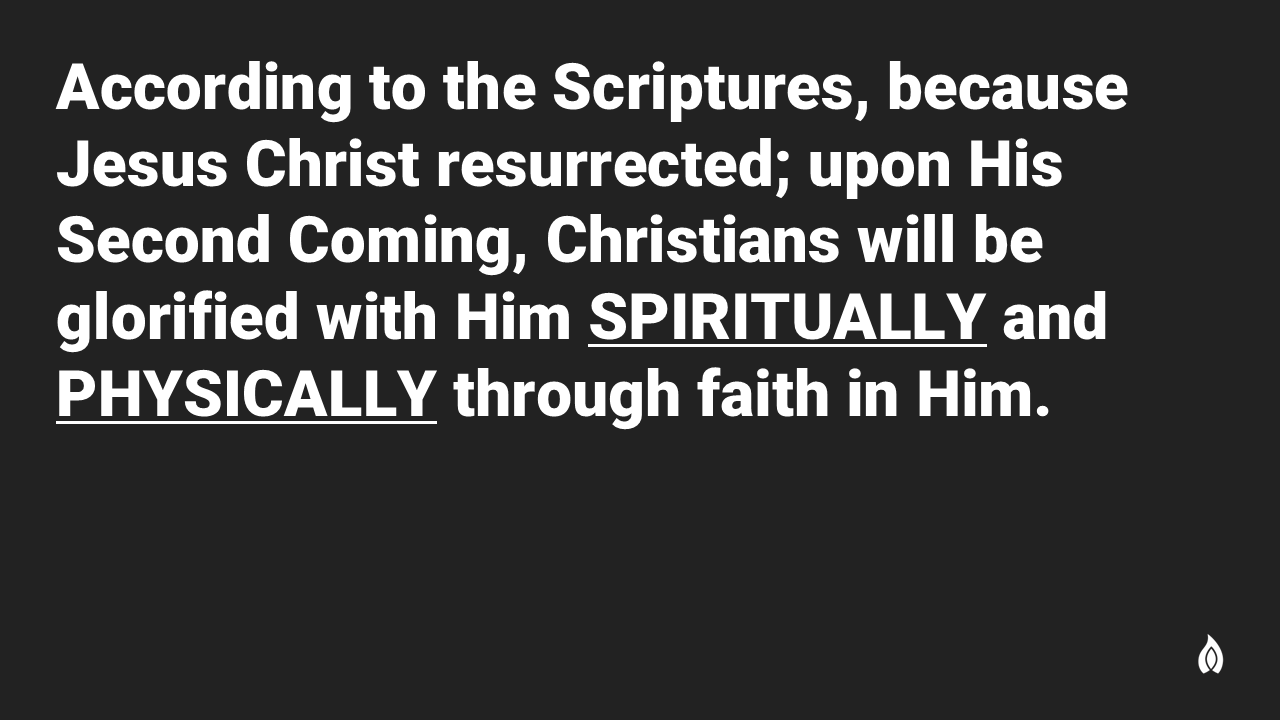 According to the Scriptures, because
Jesus Christ resurrected; upon His
Second Coming, Christians will be
glorified with Him SPIRITUALLY and
PHYSICALLY through faith in Him.